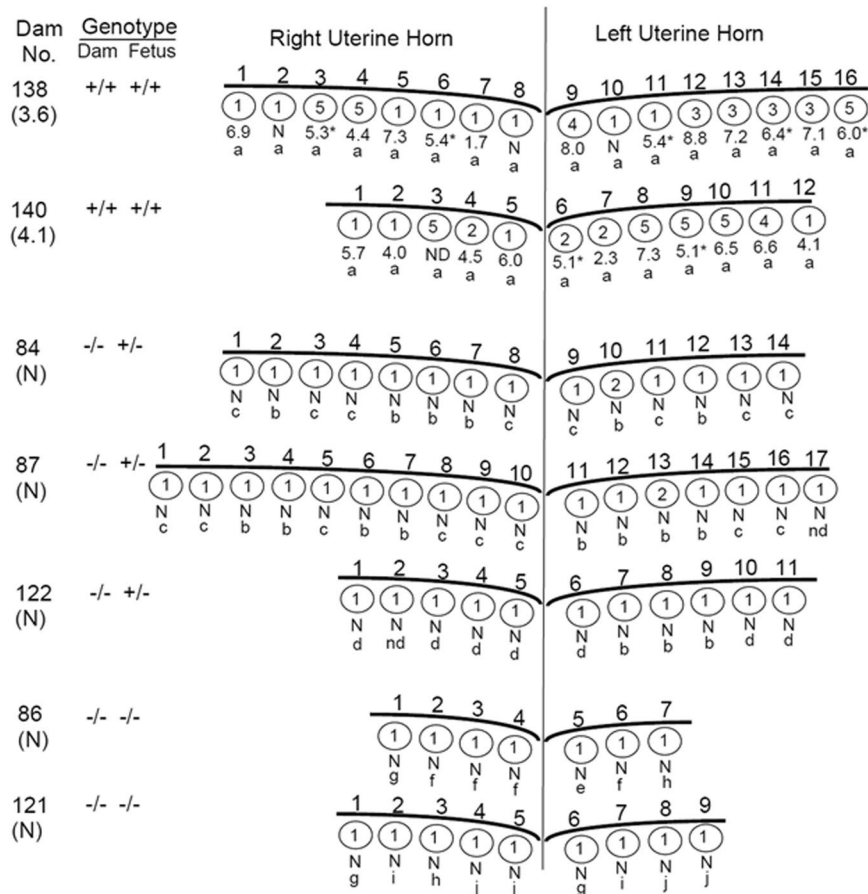 Dam No. Genotype Dam Fetus
Right Uterine Horn Left Uterine Horn
1 2 3 4 5 6 7 8 9 10 11 12 13 14 15 16
138 (3.6) +/+ +/+
1 1 5 5 1 1 1 1 4 1 1 3 3 3 3 5
6.9 N 5.3* 4.4 7.3 5.4* 1.7 N 8.0 N 5.4* 8.8 7.2 6.4* 7.1 6.0*
a a a a a a a a a a a a a a a a
1 2 3 4 5 6 7 8 9 10 11 12
140 (4.1) +/+ +/+
1 1 5 2 1 2 2 5 5 5 4 1
5.7 4.0 ND 4.5 6.0 5.1* 2.3 7.3 5.1* 6.5 6.6 4.1
a a a a a a a a a a a a
1 2 3 4 5 6 7 8 9 10 11 12 13 14
84 (N) -/- +/-
1 1 1 1 1 1 1 1 1 2 1 1 1 1
N N N N N N N N N N N N N N
c b c c b b b c c b c b c c
1 2 3 4 5 6 7 8 9 10 11 12 13 14 15 16 17
87 (N) -/- +/-
1 1 1 1 1 1 1 1 1 1 1 1 2 1 1 1 1
N N N N N N N N N N N N N N N N N
c c b b c b b c c c b b b b c c nd
1 2 3 4 5 6 7 8 9 10 11
122 (N) -/- +/-
1 1 1 1 1 1 1 1 1 1 1
N N N N N N N N N N N
d nd d d d d b b b d d
1 2 3 4 5 6 7
86 (N) -/- -/-
1 1 1 1 1 1 1
N N N N N N N
g f f f e f h
1 2 3 4 5 6 7 8 9
121 (N) -/- -/-
1 1 1 1 1 1 1 1 1
N N N N N N N N N
g i h j j g i j j